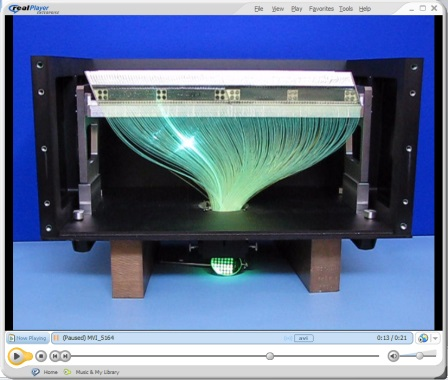 realPlayer
File View Play Favorites Tools Help
Now Playing
(Paused) MVI_5164
avi
0:13 / 0:21
Home
Music & My Library